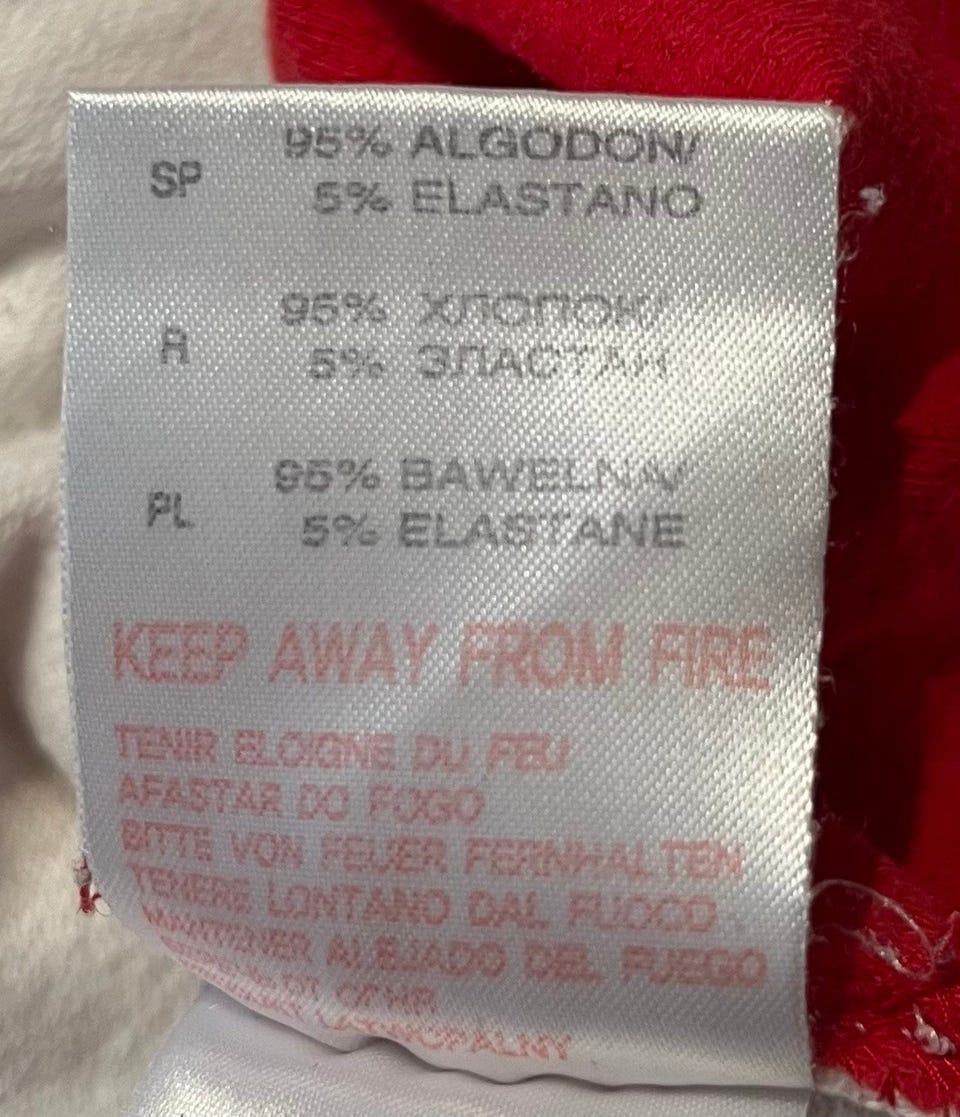 SP 95% ALGODON/
5% ELASTANO
R 95% ХЛОПОК/
5% ЗЛАСТАН
PL 95% BAWELNA/
5% ELASTANE
KEEP AWAY FROM FIRE
TENIR ELOIGNE DU FEU
AFASTAR DO FOGO
BITTE VON FEUER FERNHALTEN
TENERE LONTANO DAL FUOCO
MANTENER ALEJADO DEL FUEGO